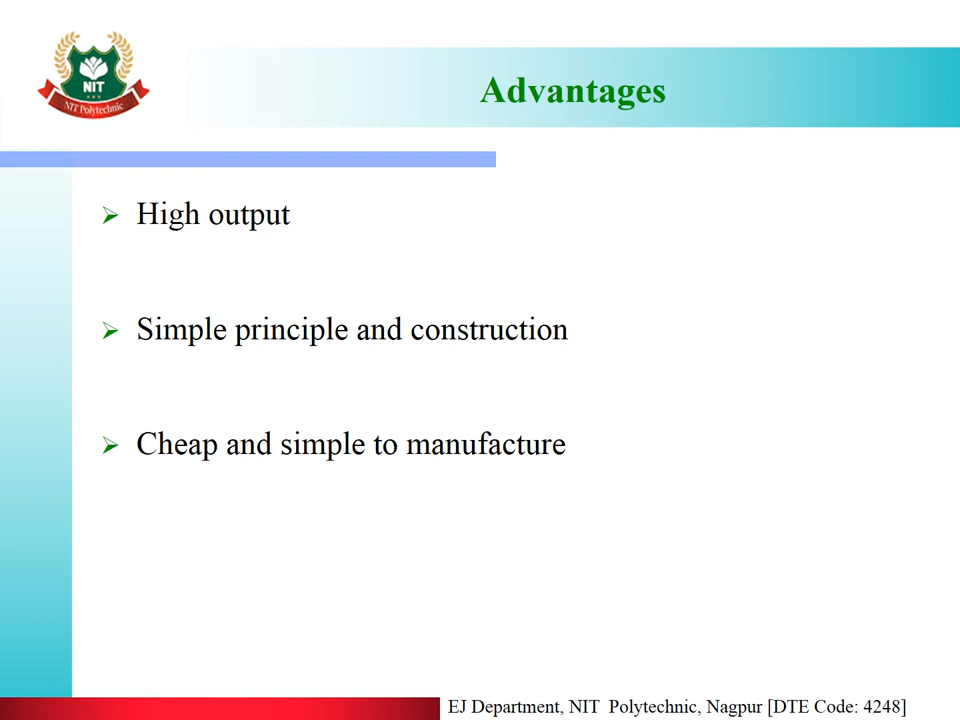 NIT
NIT Polytechnic
Advantages
High output
Simple principle and construction
Cheap and simple to manufacture
EJ Department, NIT Polytechnic, Nagpur [DTE Code: 4248]